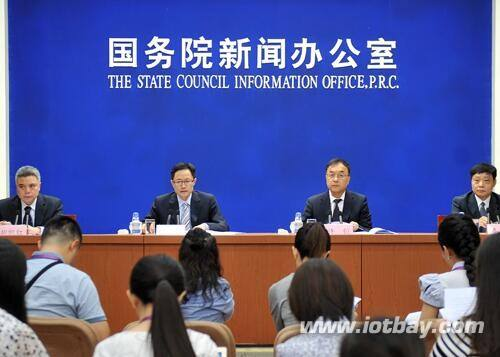 国务院新闻办公室
THE STATE COUNCIL INFORMATION OFFICE,P.R.C.
www.iotbay.com